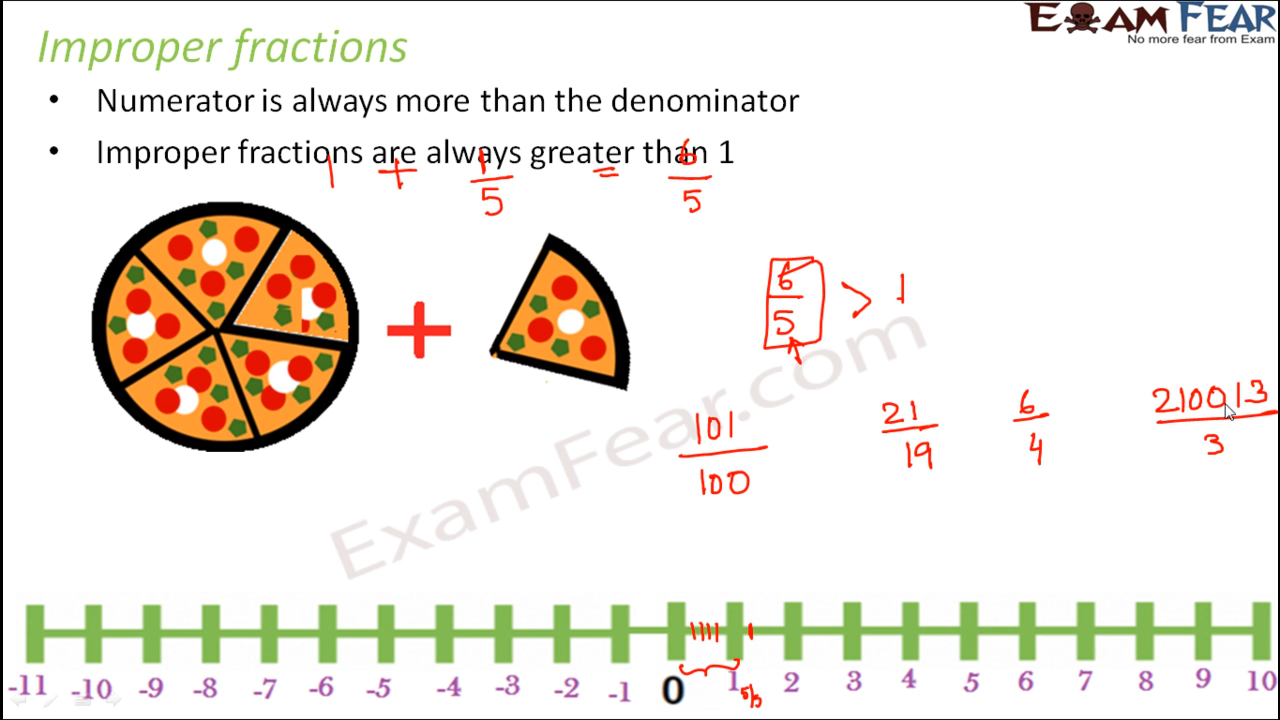 Improper fractions
EXAM FEAR
No more fear from Exam
• Numerator is always more than the denominator
• Improper fractions are always greater than 1
1 + 1/5 = 6/5
+
6/5 > 1
101/100 21/19 6/4 210013/3
ExamFear.com
-11 -10 -9 -8 -7 -6 -5 -4 -3 -2 -1 0 1 2 3 4 5 6 7 8 9 10